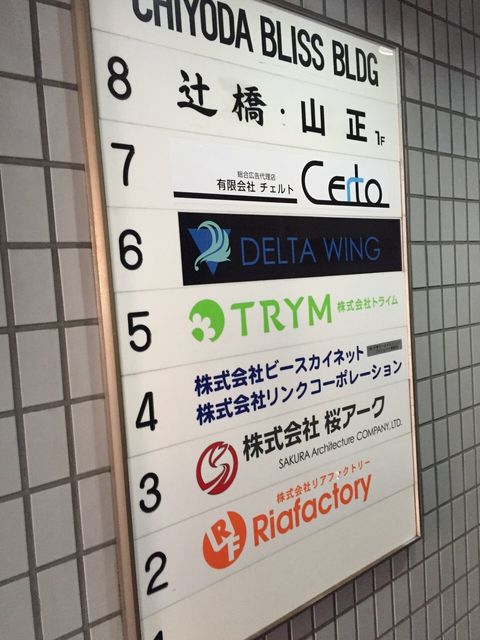 CHIYODA BLISS BLDG
8
辻橋・山正 1F
7
総合広告代理店
有限会社 チェルト
Certo
6
DELTA WING
5
TRYM 株式会社トライム
4
株式会社ビースカイネット
株式会社リンクコーポレーション
3
株式会社 桜アーク
SAKURA Architecture COMPANY,LTD.
2
株式会社リアファクトリー
RF
Riafactory